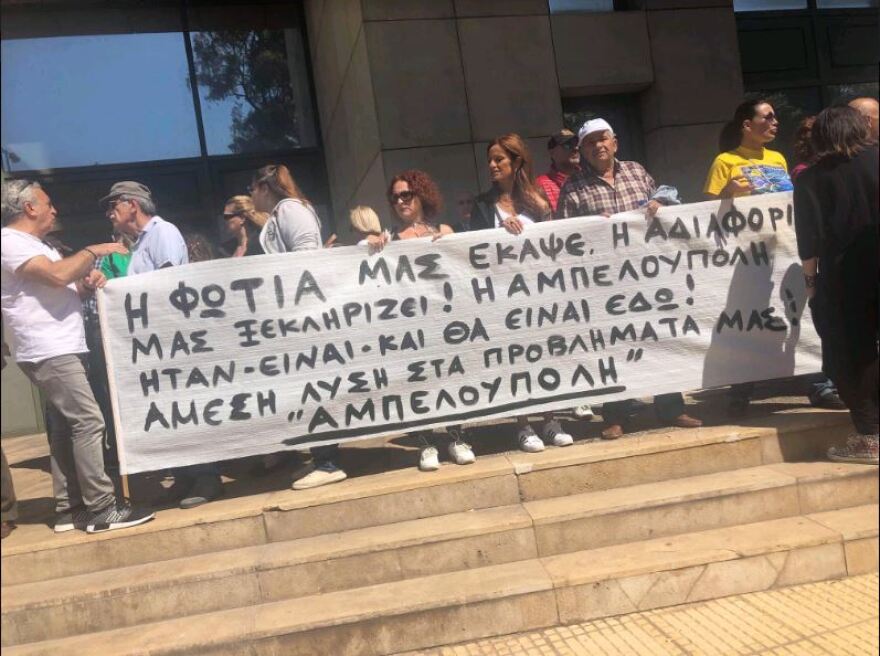 Η ΦΩΤΙΑ ΜΑΣ ΕΚΑΨΕ, Η ΑΔΙΑΦΟΡΙ
ΜΑΣ ΞΕΚΛΗΡΙΖΕΙ! Η ΑΜΠΕΛΟΥΠΟΛΗ
ΗΤΑΝ-ΕΙΝΑΙ-ΚΑΙ ΘΑ ΕΙΝΑΙ ΕΔΩ!
ΑΜΕΣΗ ΛΥΣΗ ΣΤΑ ΠΡΟΒΛΗΜΑΤΑ ΜΑΣ!
"ΑΜΠΕΛΟΥΠΟΛΗ"